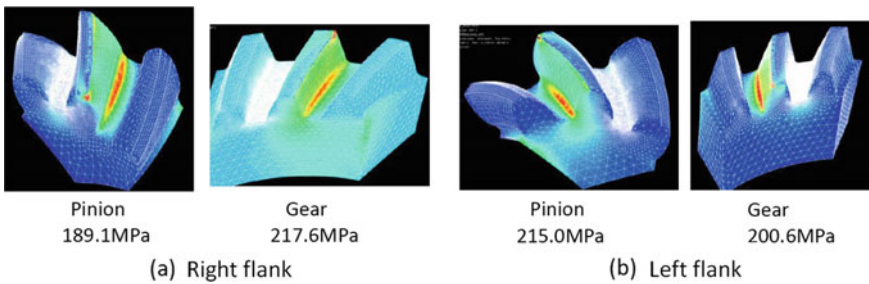 Pinion
189.1MPa
Gear
217.6MPa
Pinion
215.0MPa
Gear
200.6MPa
(a) Right flank
(b) Left flank